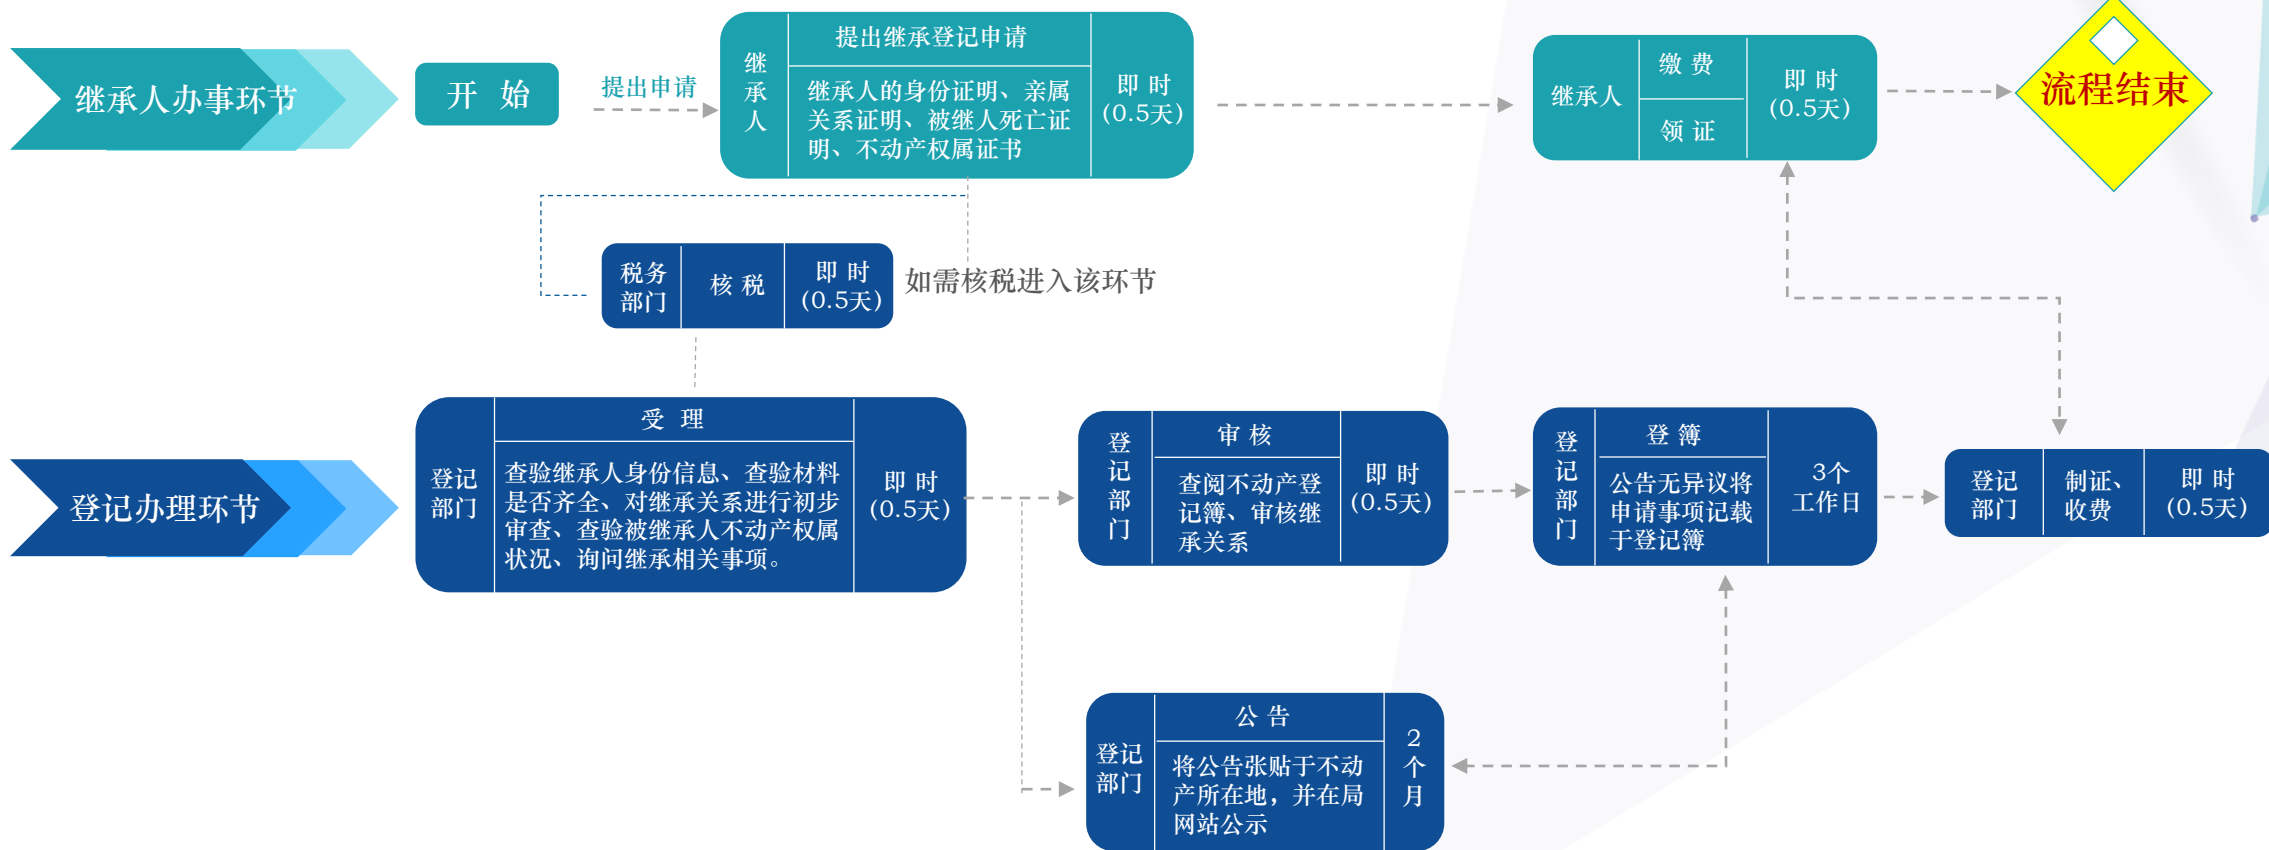 继承人办事环节
开 始
提出申请
继承人
提出继承登记申请
继承人的身份证明、亲属
关系证明、被继人死亡证
明、不动产权属证书
即 时
(0.5天)
继承人
缴 费
领 证
即 时
(0.5天)
流程结束
税务
部门
核 税
即 时
(0.5天)
如需核税进入该环节
登记办理环节
登记
部门
受 理
查验继承人身份信息、查验材料
是否齐全、对继承关系进行初步
审查、查验被继承人不动产权属
状况、询问继承相关事项。
即 时
(0.5天)
登记部门
审 核
查阅不动产登
记簿、审核继
承关系
即 时
(0.5天)
登记部门
登 簿
公告无异议将
申请事项记载
于登记簿
3个
工作日
登记
部门
制证、
收费
即 时
(0.5天)
登记
部门
公 告
将公告张贴于不动
产所在地，并在局
网站公示
2个月